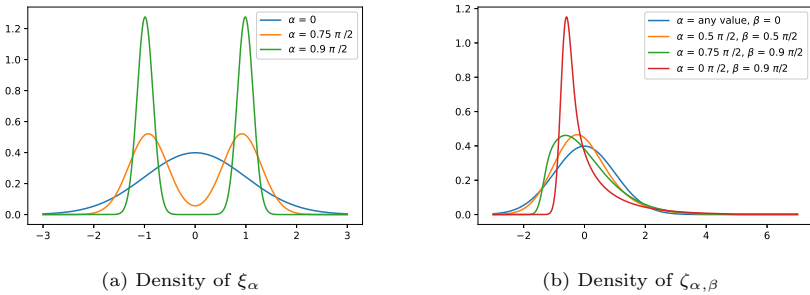 1.2
1.0
0.8
0.6
0.4
0.2
0.0
−3 −2 −1 0 1 2 3
α = 0
α = 0.75 π /2
α = 0.9 π /2
(a) Density of ξα
1.2
1.0
0.8
0.6
0.4
0.2
0.0
−2 0 2 4 6
α = any value, β = 0
α = 0.5 π /2, β = 0.5 π/2
α = 0.75 π /2, β = 0.9 π/2
α = 0 π /2, β = 0.9 π/2
(b) Density of ζα,β